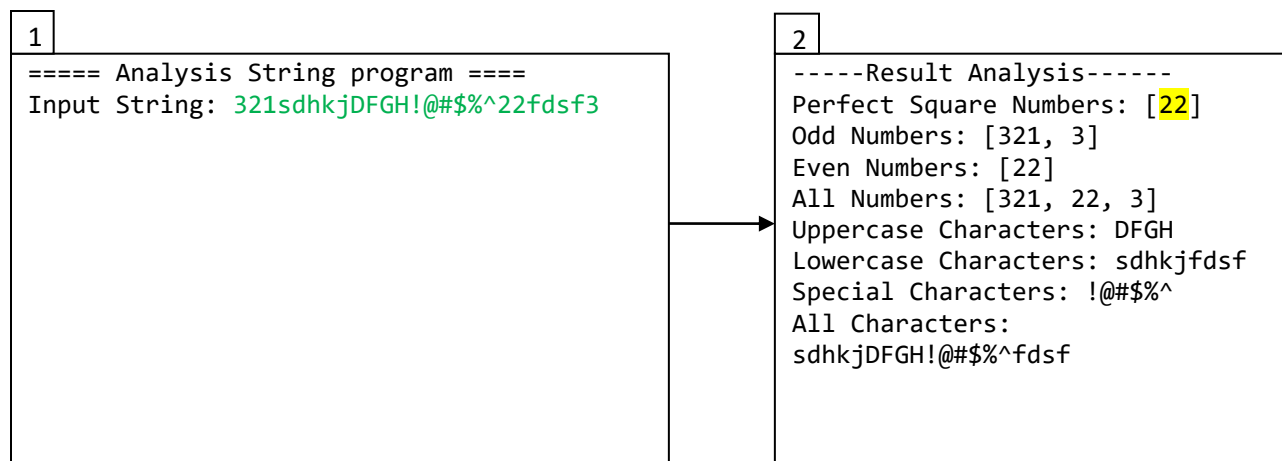 1
===== Analysis String program ====
Input String: 321sdhkjDFGH!@#$%^22fdsf3
2
-----Result Analysis------
Perfect Square Numbers: [22]
Odd Numbers: [321, 3]
Even Numbers: [22]
All Numbers: [321, 22, 3]
Uppercase Characters: DFGH
Lowercase Characters: sdhkjfdsf
Special Characters: !@#$%^
All Characters:
sdhkjDFGH!@#$%^fdsf